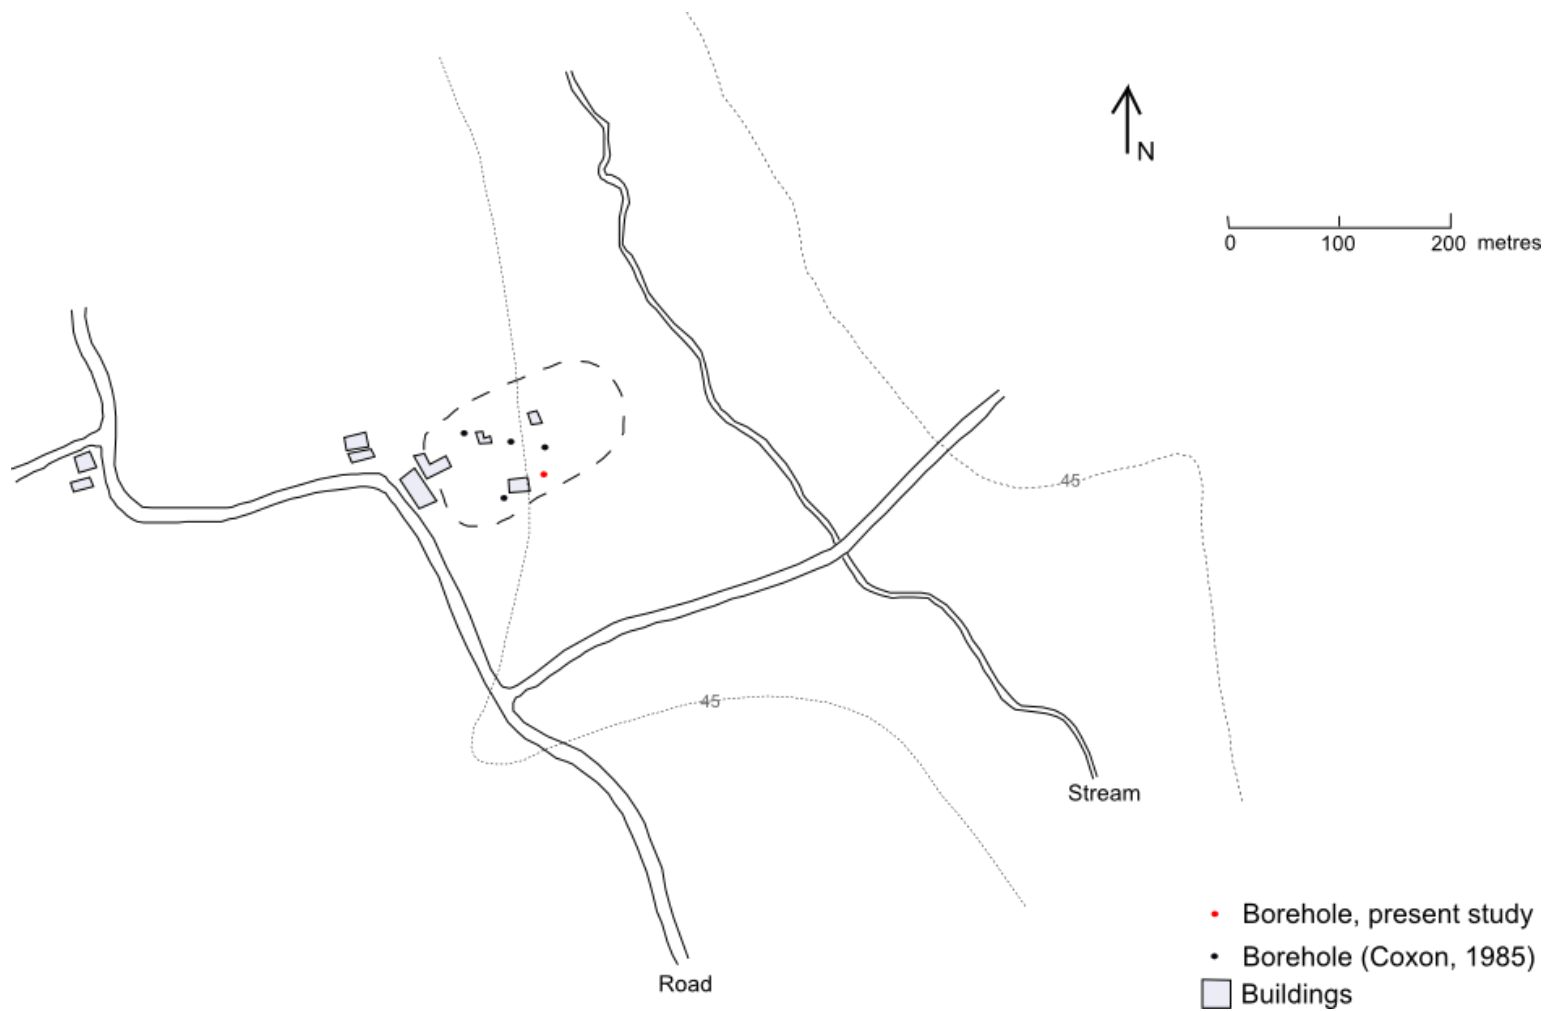 N
0 100 200 metres
45
45
Stream
Borehole, present study
Borehole (Coxon, 1985)
Road
Buildings